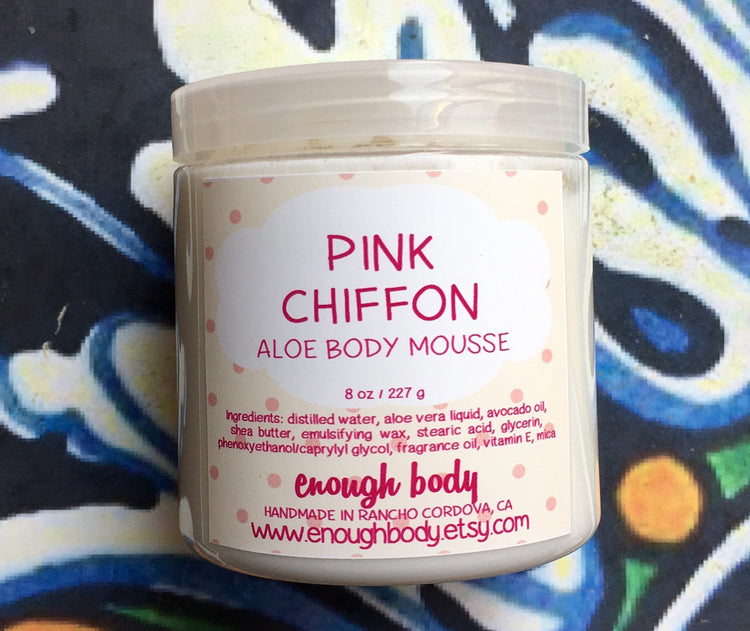 PINK
CHIFFON
ALOE BODY MOUSSE
8 oz / 227 g
Ingredients: distilled water, aloe vera liquid, avocado oil,
shea butter, emulsifying wax, stearic acid, glycerin,
phenoxyethanol/caprylyl glycol, fragrance oil, vitamin E, mica
enough body
HANDMADE IN RANCHO CORDOVA, CA
www.enoughbody.etsy.com